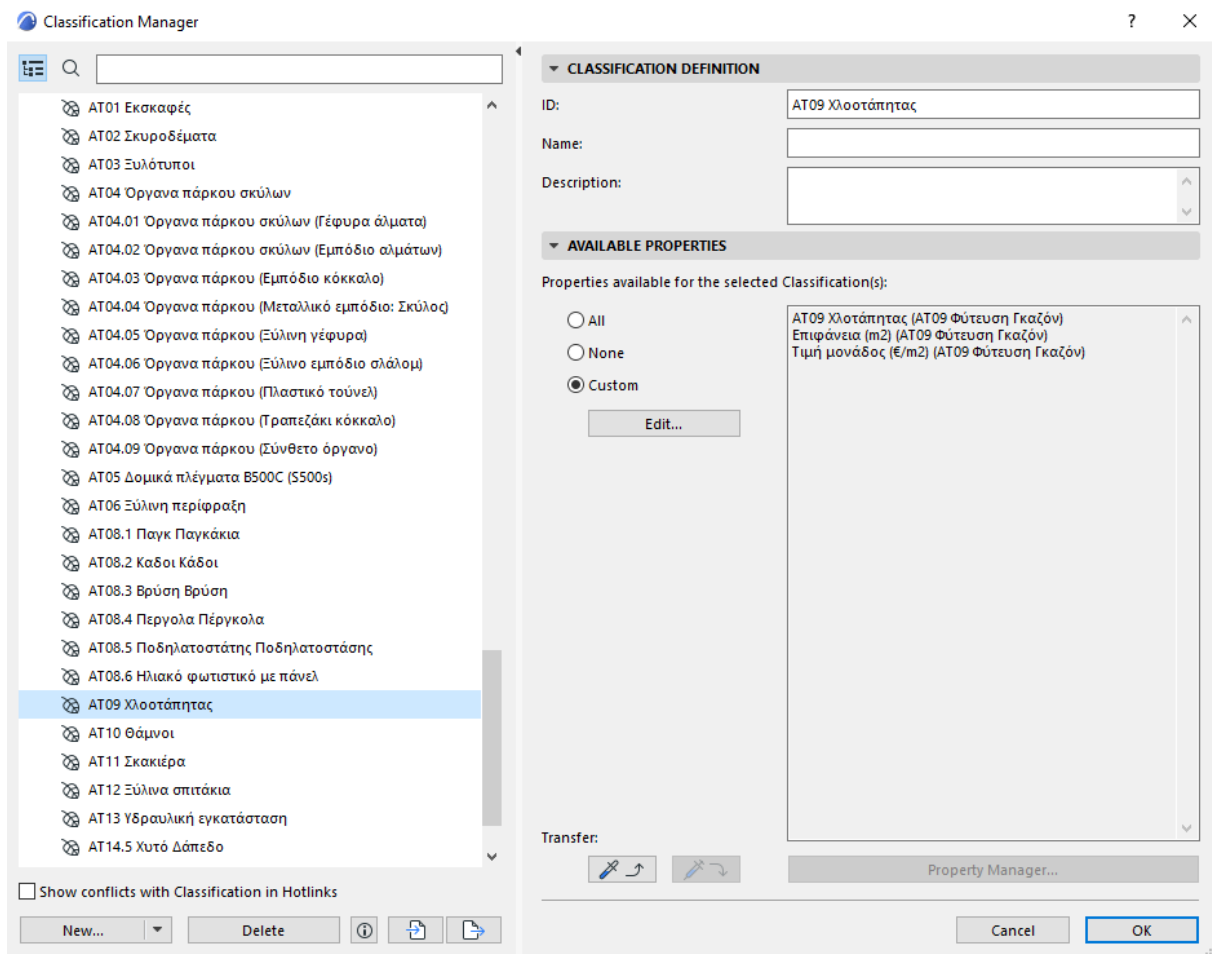 Classification Manager
?
AT01 Εκσκαφές
AT02 Σκυροδέματα
AT03 Ξυλότυποι
AT04 Όργανα πάρκου σκύλων
AT04.01 Όργανα πάρκου σκύλων (Γέφυρα άλματα)
AT04.02 Όργανα πάρκου σκύλων (Εμπόδιο αλμάτων)
AT04.03 Όργανα πάρκου (Εμπόδιο κόκκαλο)
AT04.04 Όργανα πάρκου (Μεταλλικό εμπόδιο: Σκύλος)
AT04.05 Όργανα πάρκου (Ξύλινη γέφυρα)
AT04.06 Όργανα πάρκου (Ξύλινο εμπόδιο σλάλομ)
AT04.07 Όργανα πάρκου (Πλαστικό τούνελ)
AT04.08 Όργανα πάρκου (Τραπεζάκι κόκκαλο)
AT04.09 Όργανα πάρκου (Σύνθετο όργανο)
AT05 Δομικά πλέγματα B500C (S500s)
AT06 Ξύλινη περίφραξη
AT08.1 Παγκ Παγκάκια
AT08.2 Καδοι Κάδοι
AT08.3 Βρύση Βρύση
AT08.4 Περγολα Πέργκολα
AT08.5 Ποδηλατοστάτης Ποδηλατοστάσης
AT08.6 Ηλιακό φωτιστικό με πάνελ
AT09 Χλοοτάπητας
AT10 Θάμνοι
AT11 Σκακιέρα
AT12 Ξύλινα σπιτάκια
AT13 Υδραυλική εγκατάσταση
AT14.5 Χυτό Δάπεδο
Show conflicts with Classification in Hotlinks
New...
Delete
CLASSIFICATION DEFINITION
ID:
AT09 Χλοοτάπητας
Name:
Description:
AVAILABLE PROPERTIES
Properties available for the selected Classification(s):
All
None
Custom
Edit...
AT09 Χλοτάπητας (AT09 Φύτευση Γκαζόν)
Επιφάνεια (m2) (AT09 Φύτευση Γκαζόν)
Τιμή μονάδος (€/m2) (AT09 Φύτευση Γκαζόν)
Transfer:
Property Manager...
Cancel
OK